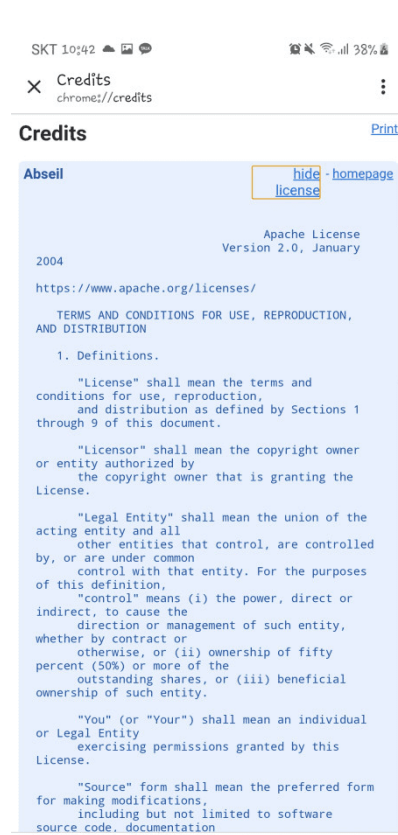 SKT 10:42
38%
Credits
chrome://credits
Credits
Print
Abseil
hide license - homepage
Apache License
Version 2.0, January
2004
https://www.apache.org/licenses/
TERMS AND CONDITIONS FOR USE, REPRODUCTION,
AND DISTRIBUTION
1. Definitions.
"License" shall mean the terms and
conditions for use, reproduction,
and distribution as defined by Sections 1
through 9 of this document.
"Licensor" shall mean the copyright owner
or entity authorized by
the copyright owner that is granting the
License.
"Legal Entity" shall mean the union of the
acting entity and all
other entities that control, are controlled
by, or are under common
control with that entity. For the purposes
of this definition,
"control" means (i) the power, direct or
indirect, to cause the
direction or management of such entity,
whether by contract or
otherwise, or (ii) ownership of fifty
percent (50%) or more of the
outstanding shares, or (iii) beneficial
ownership of such entity.
"You" (or "Your") shall mean an individual
or Legal Entity
exercising permissions granted by this
License.
"Source" form shall mean the preferred form
for making modifications,
including but not limited to software
source code, documentation